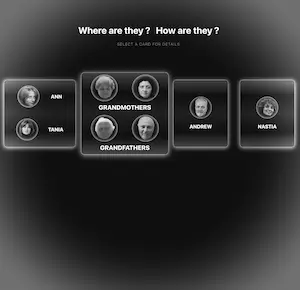 Where are they ? How are they ?
SELECT A CARD FOR DETAILS
ANN
TANIA
GRANDMOTHERS
GRANDFATHERS
ANDREW
NASTIA